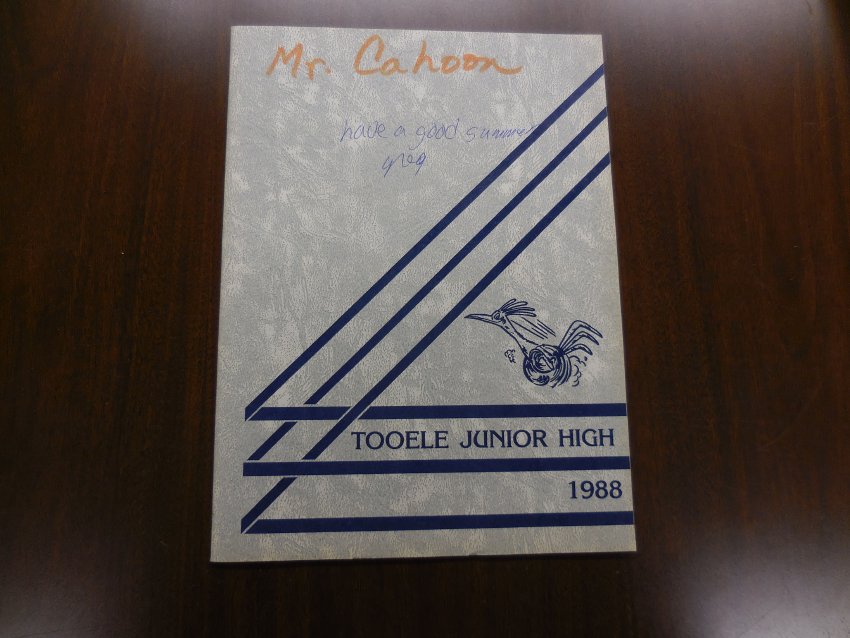 Mr. Cahoon
have a good summer
greg
TOOELE JUNIOR HIGH
1988